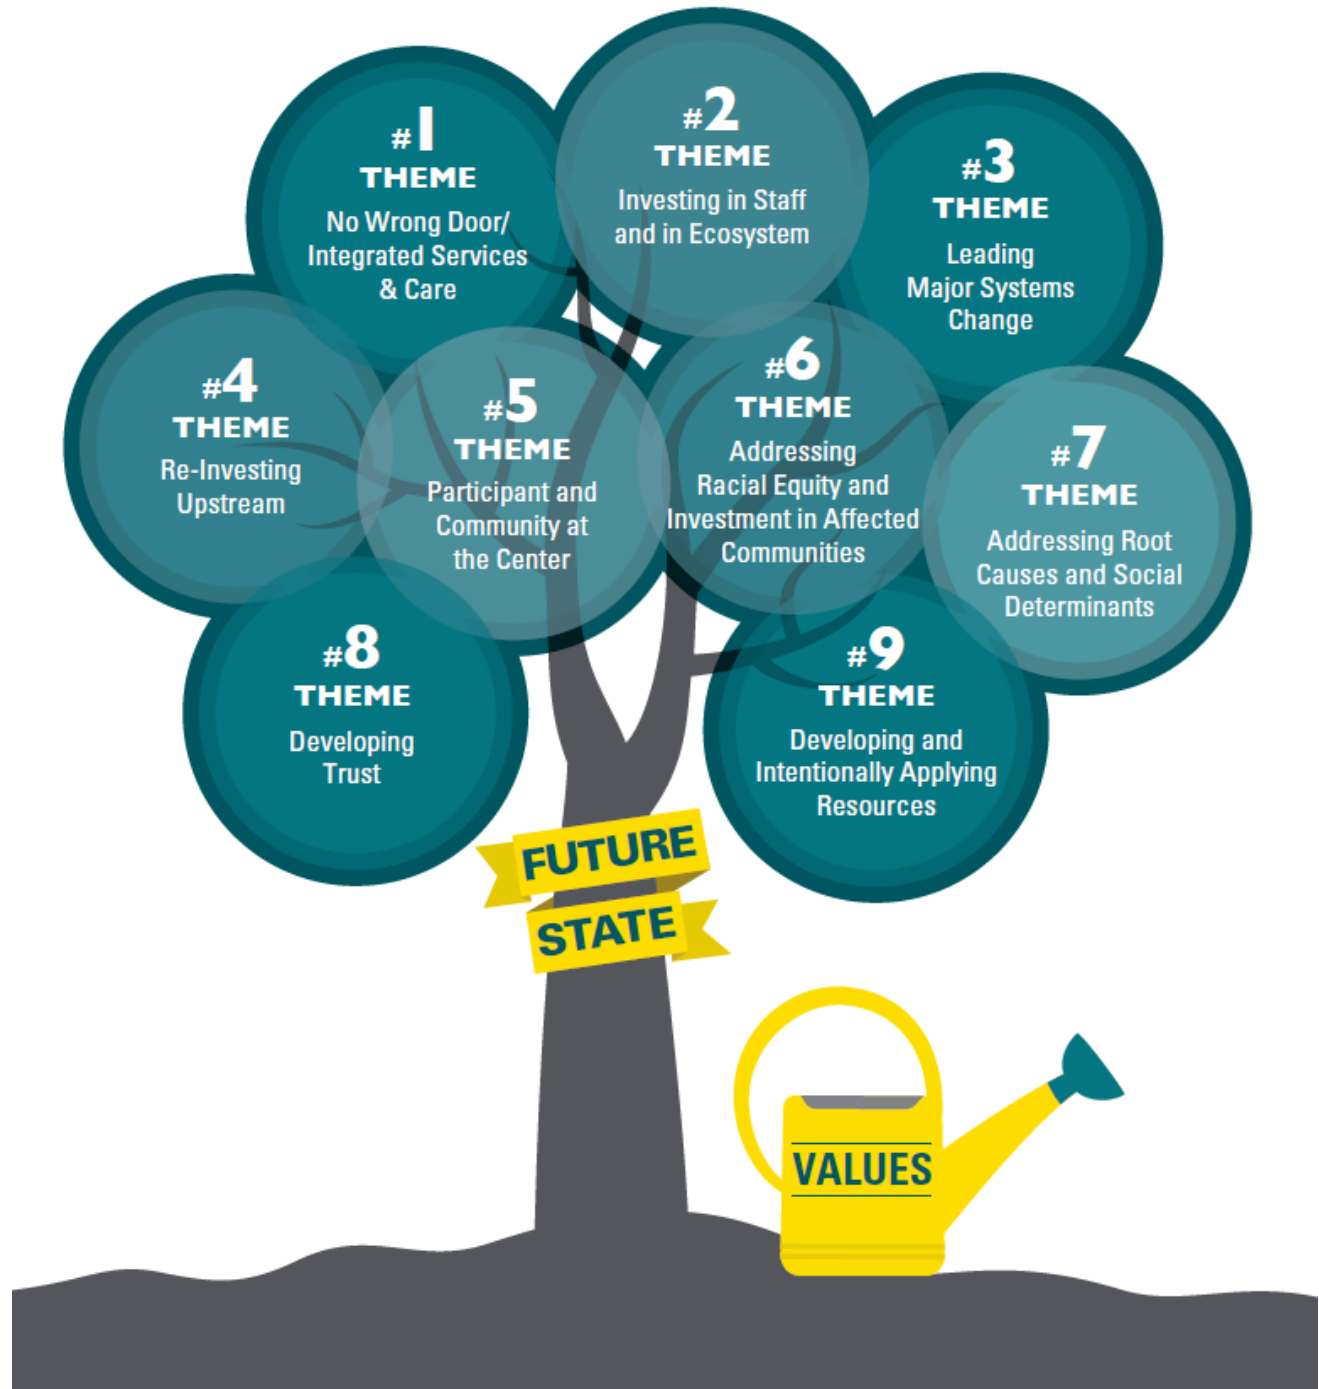 #1
THEME
No Wrong Door/
Integrated Services
& Care
#2
THEME
Investing in Staff
and in Ecosystem
#3
THEME
Leading
Major Systems
Change
#4
THEME
Re-Investing
Upstream
#5
THEME
Participant and
Community at
the Center
#6
THEME
Addressing
Racial Equity and
Investment in Affected
Communities
#7
THEME
Addressing Root
Causes and Social
Determinants
#8
THEME
Developing
Trust
#9
THEME
Developing and
Intentionally Applying
Resources
FUTURE
STATE
VALUES